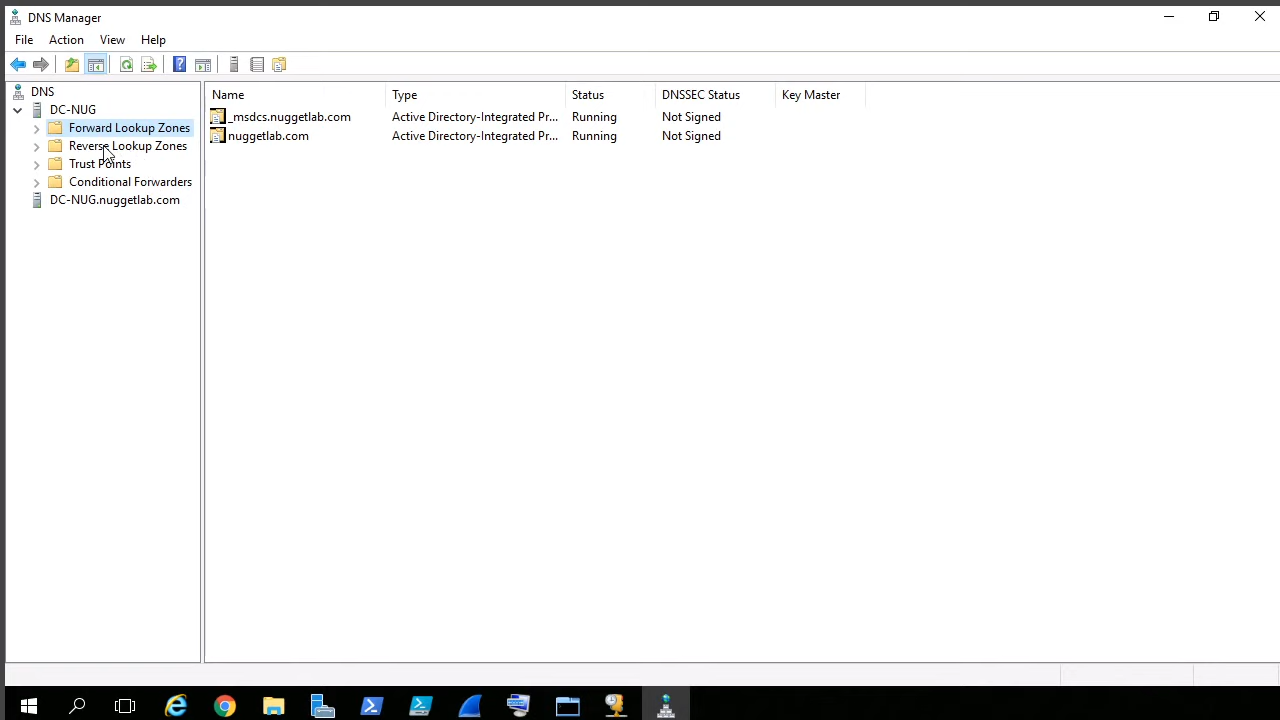 DNS Manager
File Action View Help
DNS
DC-NUG
Forward Lookup Zones
Reverse Lookup Zones
Trust Points
Conditional Forwarders
DC-NUG.nuggetlab.com
Name Type Status DNSSEC Status Key Master
_msdcs.nuggetlab.com Active Directory-Integrated Pr... Running Not Signed
nuggetlab.com Active Directory-Integrated Pr... Running Not Signed